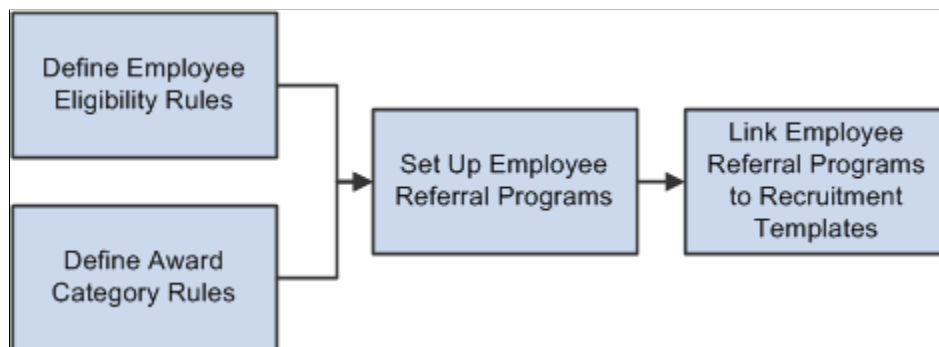 Define Employee
Eligibility Rules
Define Award
Category Rules
Set Up Employee
Referral Programs
Link Employee
Referral Programs
to Recruitment
Templates